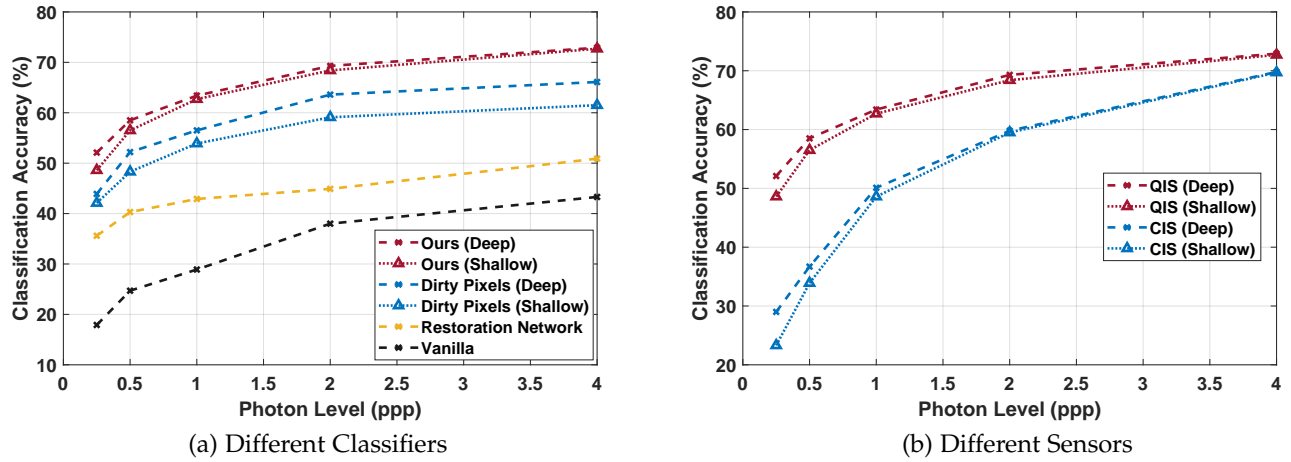 80
70
60
50
40
30
20
10
0
0.5
1
1.5
2
2.5
3
3.5
4
Classification Accuracy (%)
Photon Level (ppp)
Ours (Deep)
Ours (Shallow)
Dirty Pixels (Deep)
Dirty Pixels (Shallow)
Restoration Network
Vanilla
(a) Different Classifiers
80
70
60
50
40
30
20
0
0.5
1
1.5
2
2.5
3
3.5
4
Classification Accuracy (%)
Photon Level (ppp)
QIS (Deep)
QIS (Shallow)
CIS (Deep)
CIS (Shallow)
(b) Different Sensors